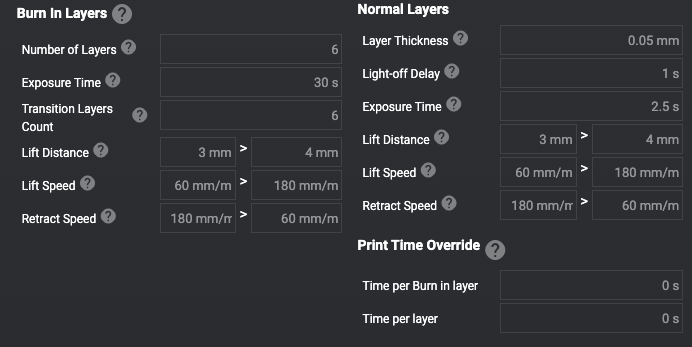 Burn In Layers ?
Number of Layers ? 6
Exposure Time ? 30 s
Transition Layers
Count ? 6
Lift Distance ? 3 mm > 4 mm
Lift Speed ? 60 mm/m > 180 mm/m
Retract Speed ? 180 mm/m > 60 mm/m
Normal Layers
Layer Thickness ? 0.05 mm
Light-off Delay ? 1 s
Exposure Time ? 2.5 s
Lift Distance ? 3 mm > 4 mm
Lift Speed ? 60 mm/m > 180 mm/m
Retract Speed ? 180 mm/m > 60 mm/m
Print Time Override ?
Time per Burn in layer 0 s
Time per layer 0 s